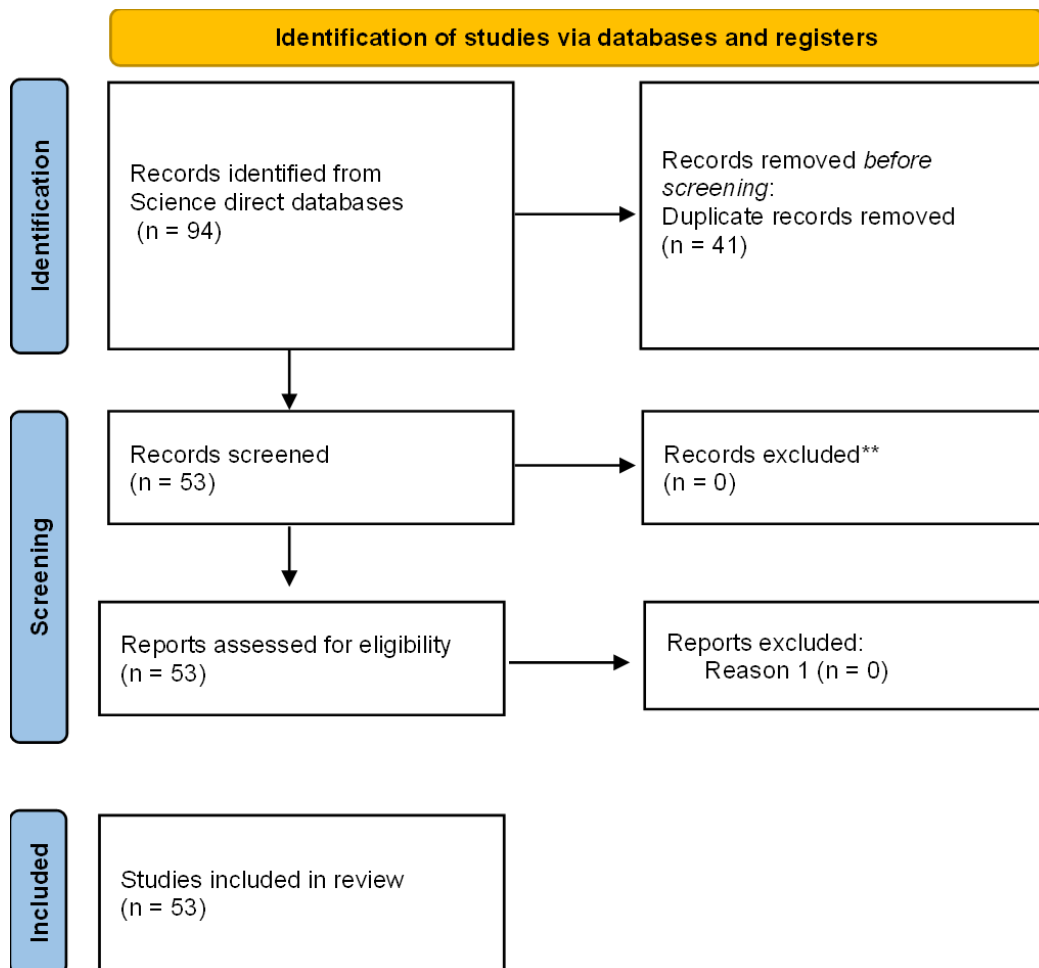 Identification of studies via databases and registers
Identification
Records identified from
Science direct databases
(n = 94)
Records removed before
screening:
Duplicate records removed
(n = 41)
Screening
Records screened
(n = 53)
Records excluded**
(n = 0)
Reports assessed for eligibility
(n = 53)
Reports excluded:
Reason 1 (n = 0)
Included
Studies included in review
(n = 53)